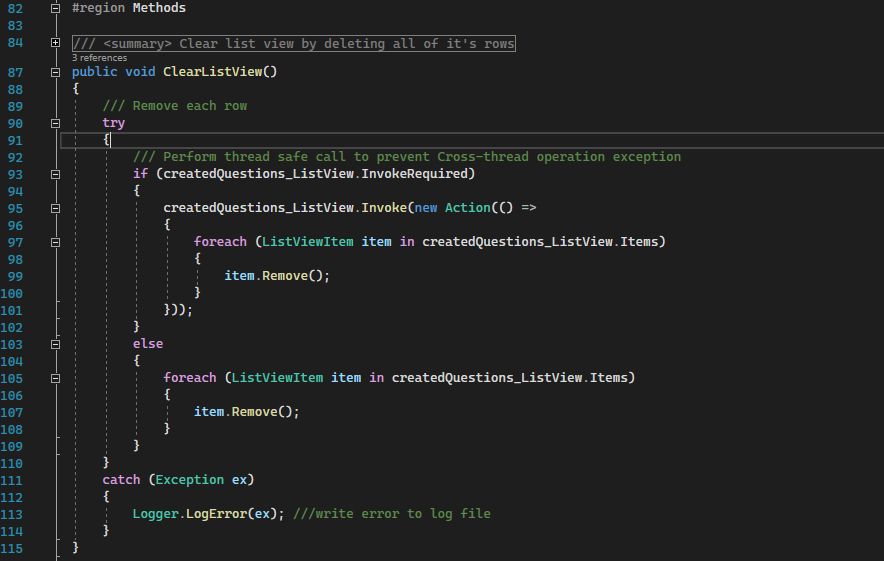 82 #region Methods
83
84 /// <summary> Clear list view by deleting all of it's rows
3 references
87 public void ClearListView()
88 {
89 /// Remove each row
90 try
91 {
92 /// Perform thread safe call to prevent Cross-thread operation exception
93 if (createdQuestions_ListView.InvokeRequired)
94 {
95 createdQuestions_ListView.Invoke(new Action(() =>
96 {
97 foreach (ListViewItem item in createdQuestions_ListView.Items)
98 {
99 item.Remove();
100 }
101 }));
102 }
103 else
104 {
105 foreach (ListViewItem item in createdQuestions_ListView.Items)
106 {
107 item.Remove();
108 }
109 }
110 }
111 catch (Exception ex)
112 {
113 Logger.LogError(ex); ///write error to log file
114 }
115 }